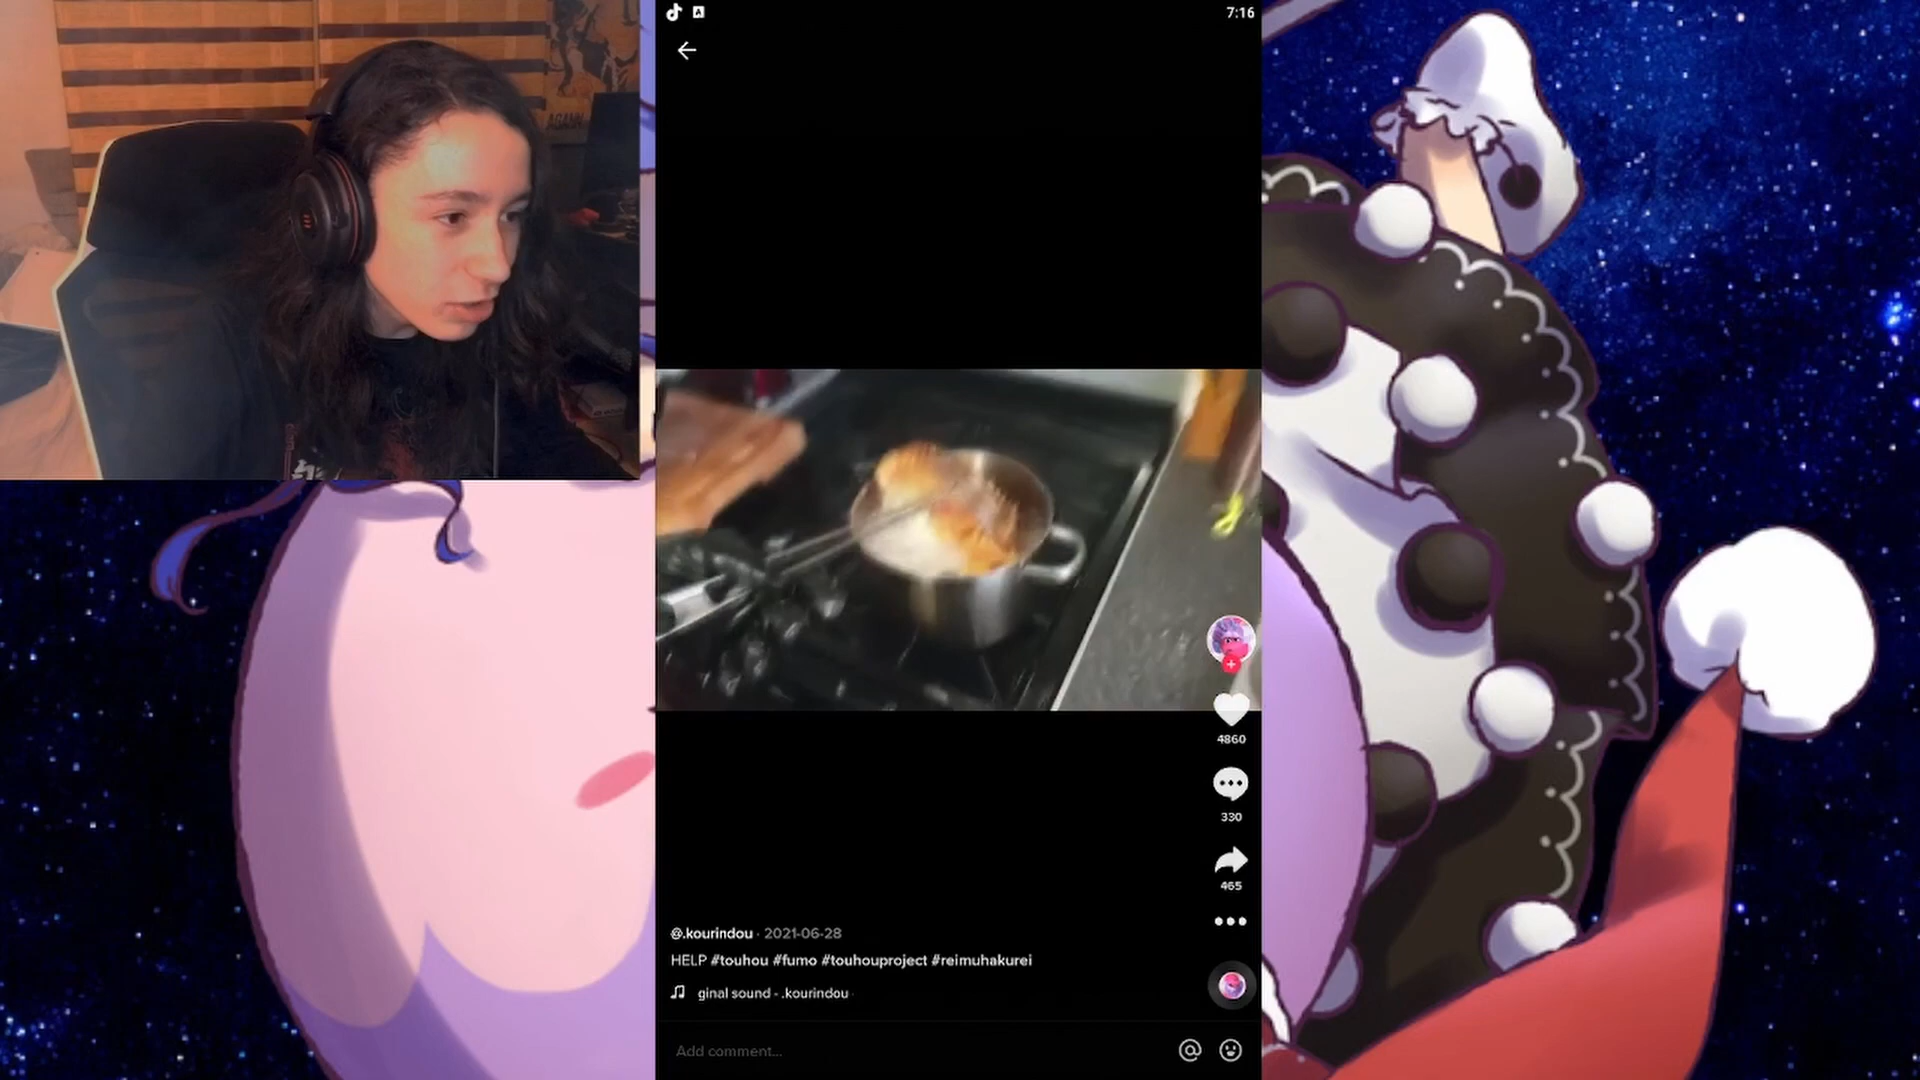 AGANN
A
7:16
4860
330
465
@.kourindou · 2021-06-28
HELP #touhou #fumo #touhouproject #reimuhakurei
ginal sound - .kourindou
Add comment...